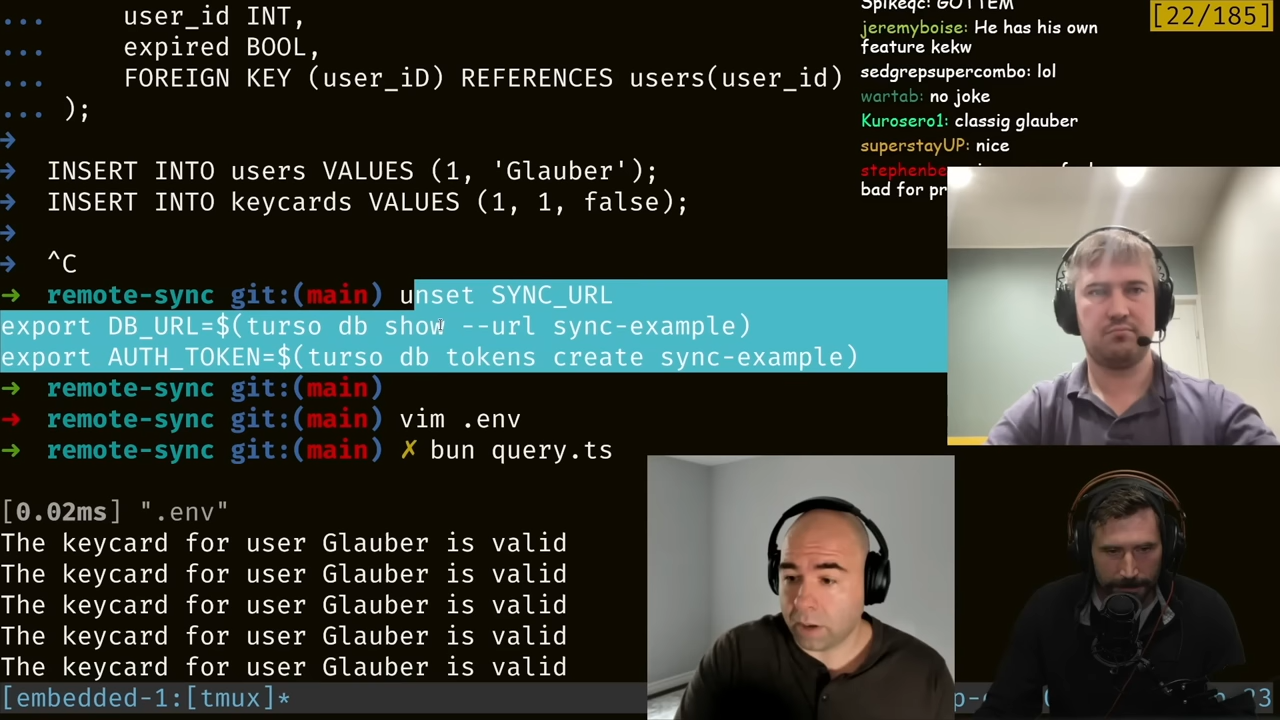 ... user_id INT,
... expired BOOL,
... FOREIGN KEY (user_iD) REFERENCES users(user_id)
... );
→
→ INSERT INTO users VALUES (1, 'Glauber');
→ INSERT INTO keycards VALUES (1, 1, false);
→
→ ^C
→ remote-sync git:(main) unset SYNC_URL
export DB_URL=$(turso db show --url sync-example)
export AUTH_TOKEN=$(turso db tokens create sync-example)
→ remote-sync git:(main)
→ remote-sync git:(main) vim .env
→ remote-sync git:(main) ✗ bun query.ts
[0.02ms] ".env"
The keycard for user Glauber is valid
The keycard for user Glauber is valid
The keycard for user Glauber is valid
The keycard for user Glauber is valid
The keycard for user Glauber is valid
[embedded-1:[tmux]*
Spikeqc: GOTTEM
jeremyboise: He has his own
feature kekw
sedgrepsupercombo: lol
wartab: no joke
Kurosero1: classig glauber
superstayUP: nice
bad for
[22/185]